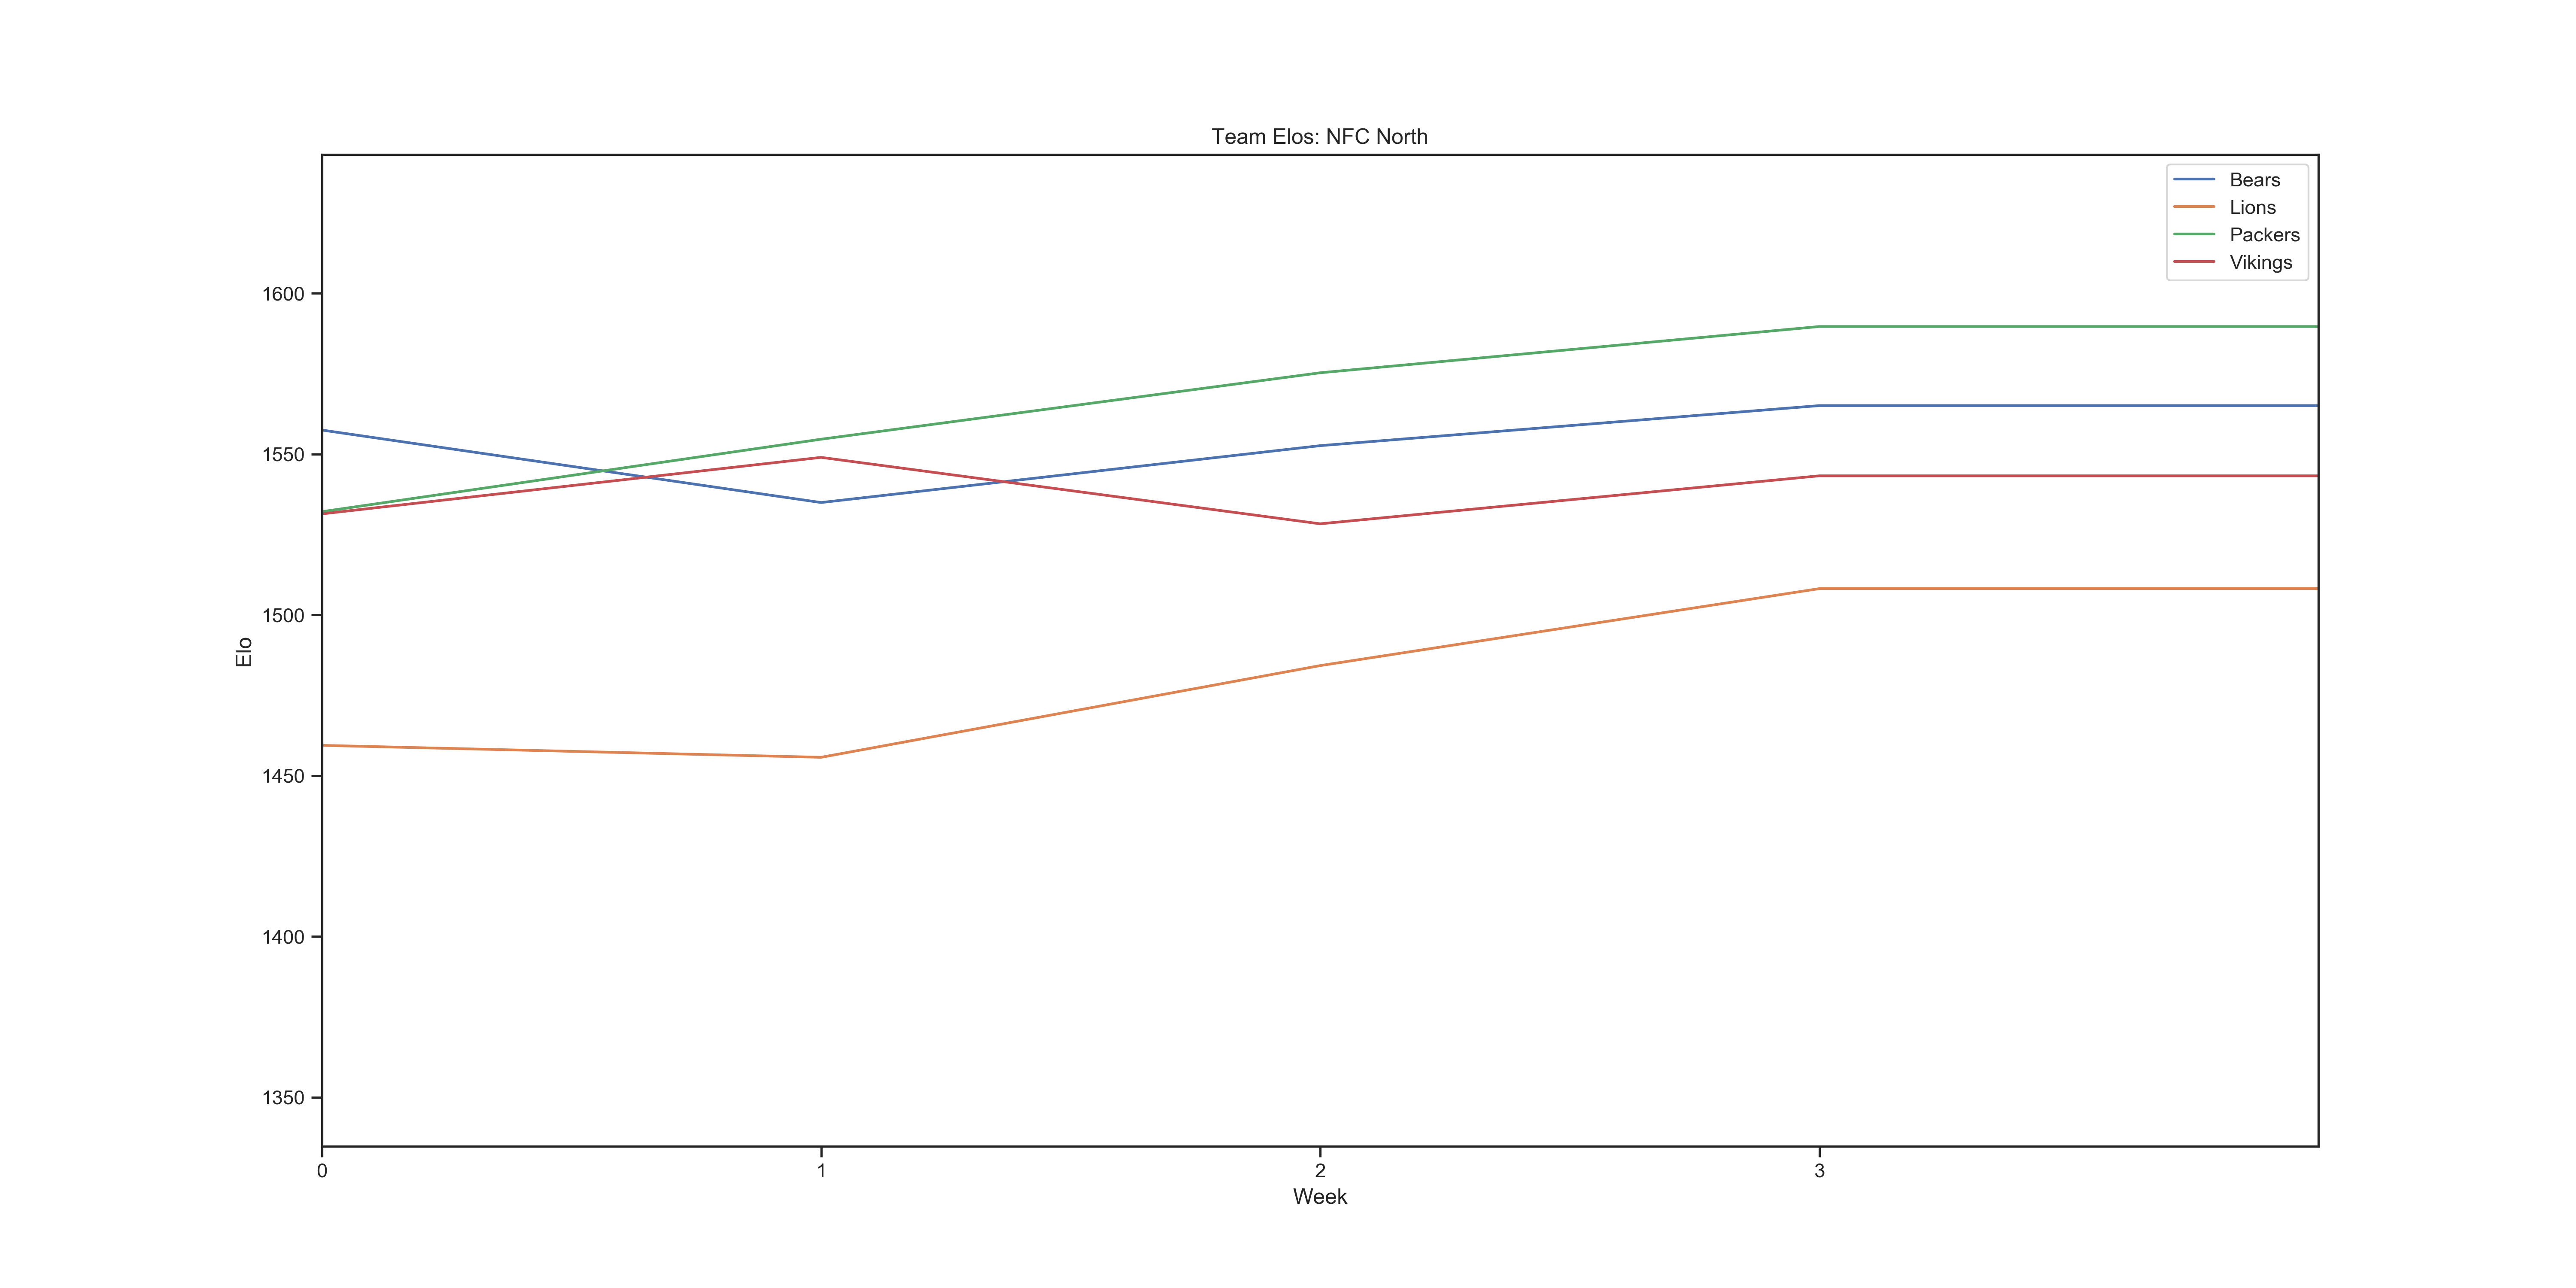 Team Elos: NFC North
Bears
Lions
Packers
Vikings
1600
1550
1500
1450
1400
1350
Elo
0 1 2 3
Week